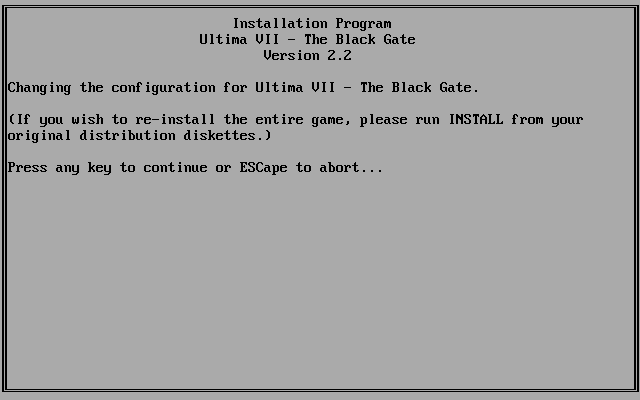 Installation Program
Ultima VII - The Black Gate
Version 2.2
Changing the configuration for Ultima VII - The Black Gate.
(If you wish to re-install the entire game, please run INSTALL from your
original distribution diskettes.)
Press any key to continue or ESCape to abort...